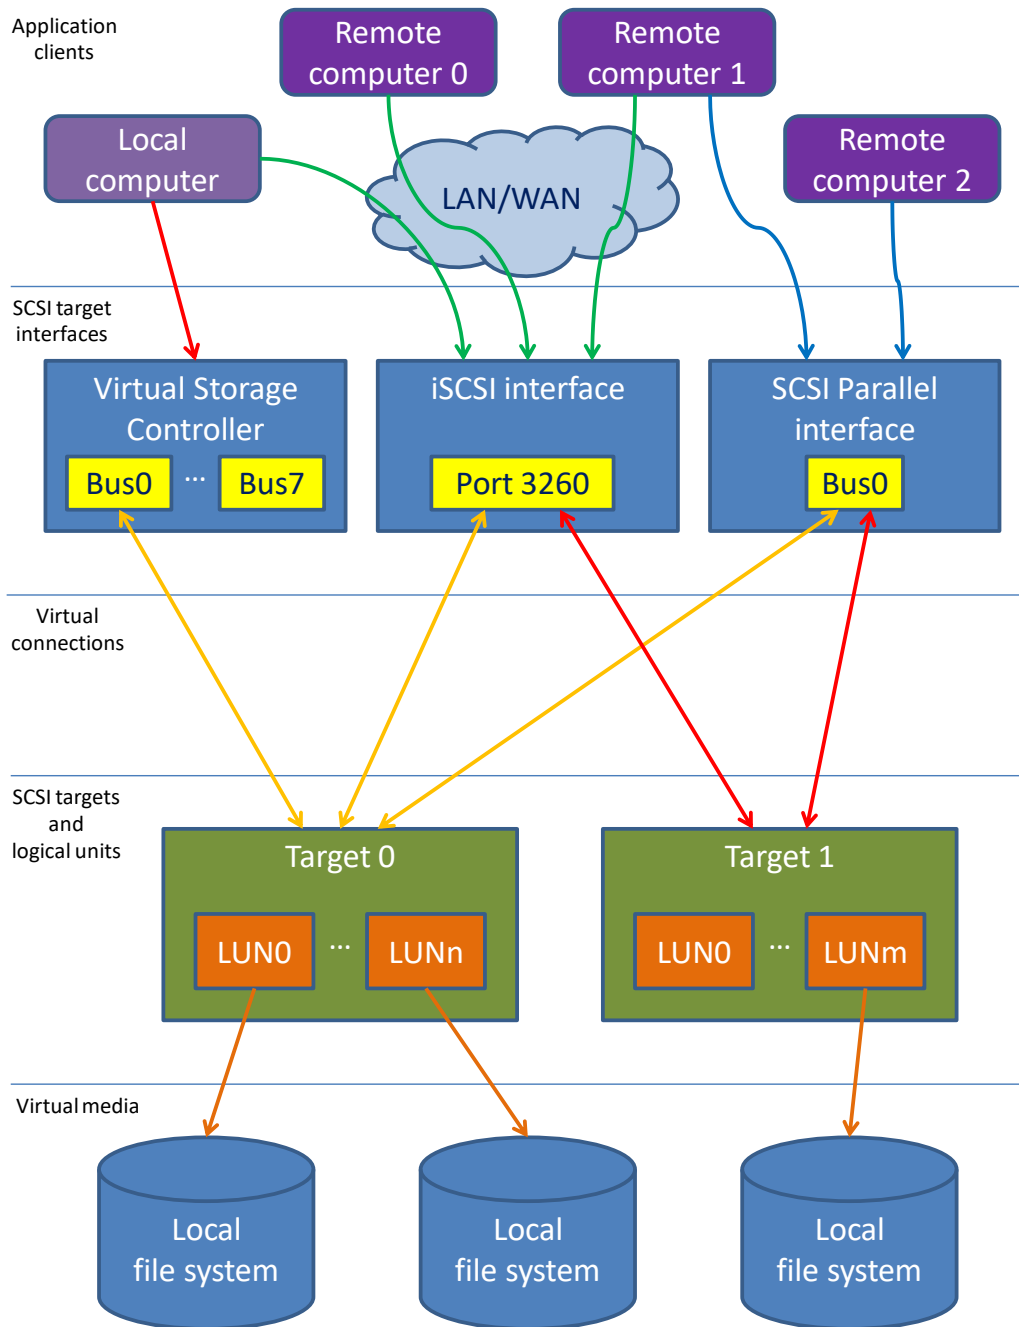 Application
clients
Remote
computer 0
Remote
computer 1
Local
computer
Remote
computer 2
LAN/WAN
SCSI target
interfaces
Virtual Storage
Controller
Bus0 ... Bus7
iSCSI interface
Port 3260
SCSI Parallel
interface
Bus0
Virtual
connections
SCSI targets
and
logical units
Target 0
LUN0 ... LUNn
Target 1
LUN0 ... LUNm
Virtual media
Local
file system
Local
file system
Local
file system